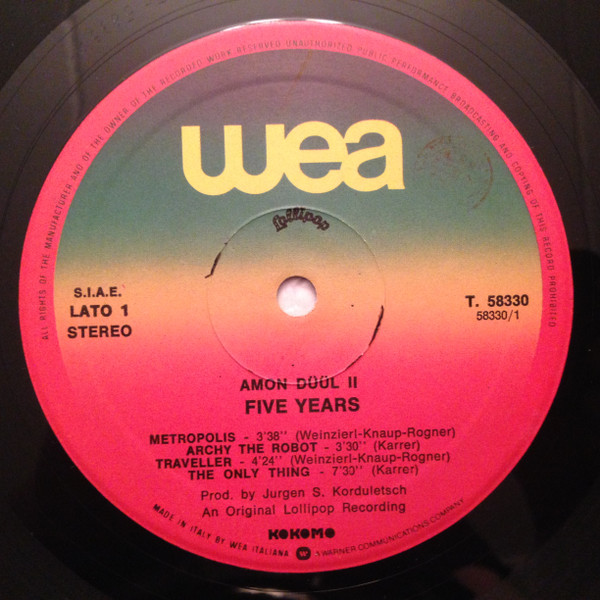 ALL RIGHTS OF THE MANUFACTURER AND OF THE OWNER OF THE RECORDED WORK RESERVED UNAUTHORIZED PUBLIC PERFORMANCE BROADCASTING AND COPYING OF THIS RECORD PROHIBITED
wea
Lollipop
S.I.A.E.
LATO 1
STEREO
T. 58330
58330/1
AMON DÜÜL II
FIVE YEARS
METROPOLIS - 3'38'' (Weinzierl-Knaup-Rogner)
ARCHY THE ROBOT - 3'30'' (Karrer)
TRAVELLER - 4'24'' (Weinzierl-Knaup-Rogner)
THE ONLY THING - 7'30'' (Karrer)
Prod. by Jurgen S. Korduletsch
An Original Lollipop Recording
KOKOMO
MADE IN ITALY BY WEA ITALIANA A WARNER COMMUNICATIONS COMPANY